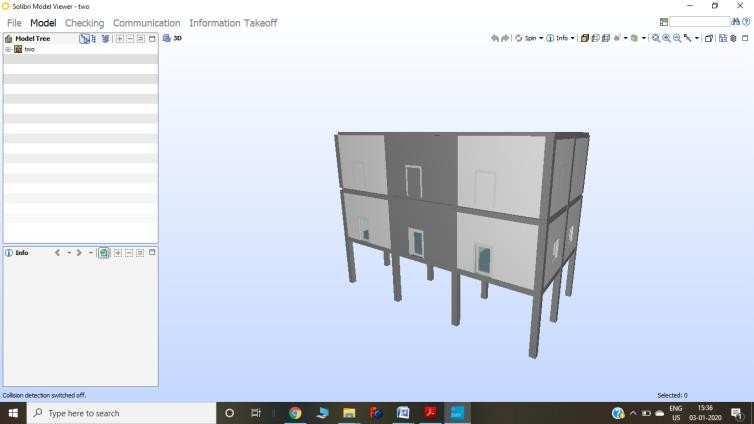 Solibri Model Viewer - two
File Model Checking Communication Information Takeoff
Model Tree
3D
Spin
Info
two
Info
Collision detection switched off.
Selected: 0
Type here to search
ENG
US
15:36
03-01-2020